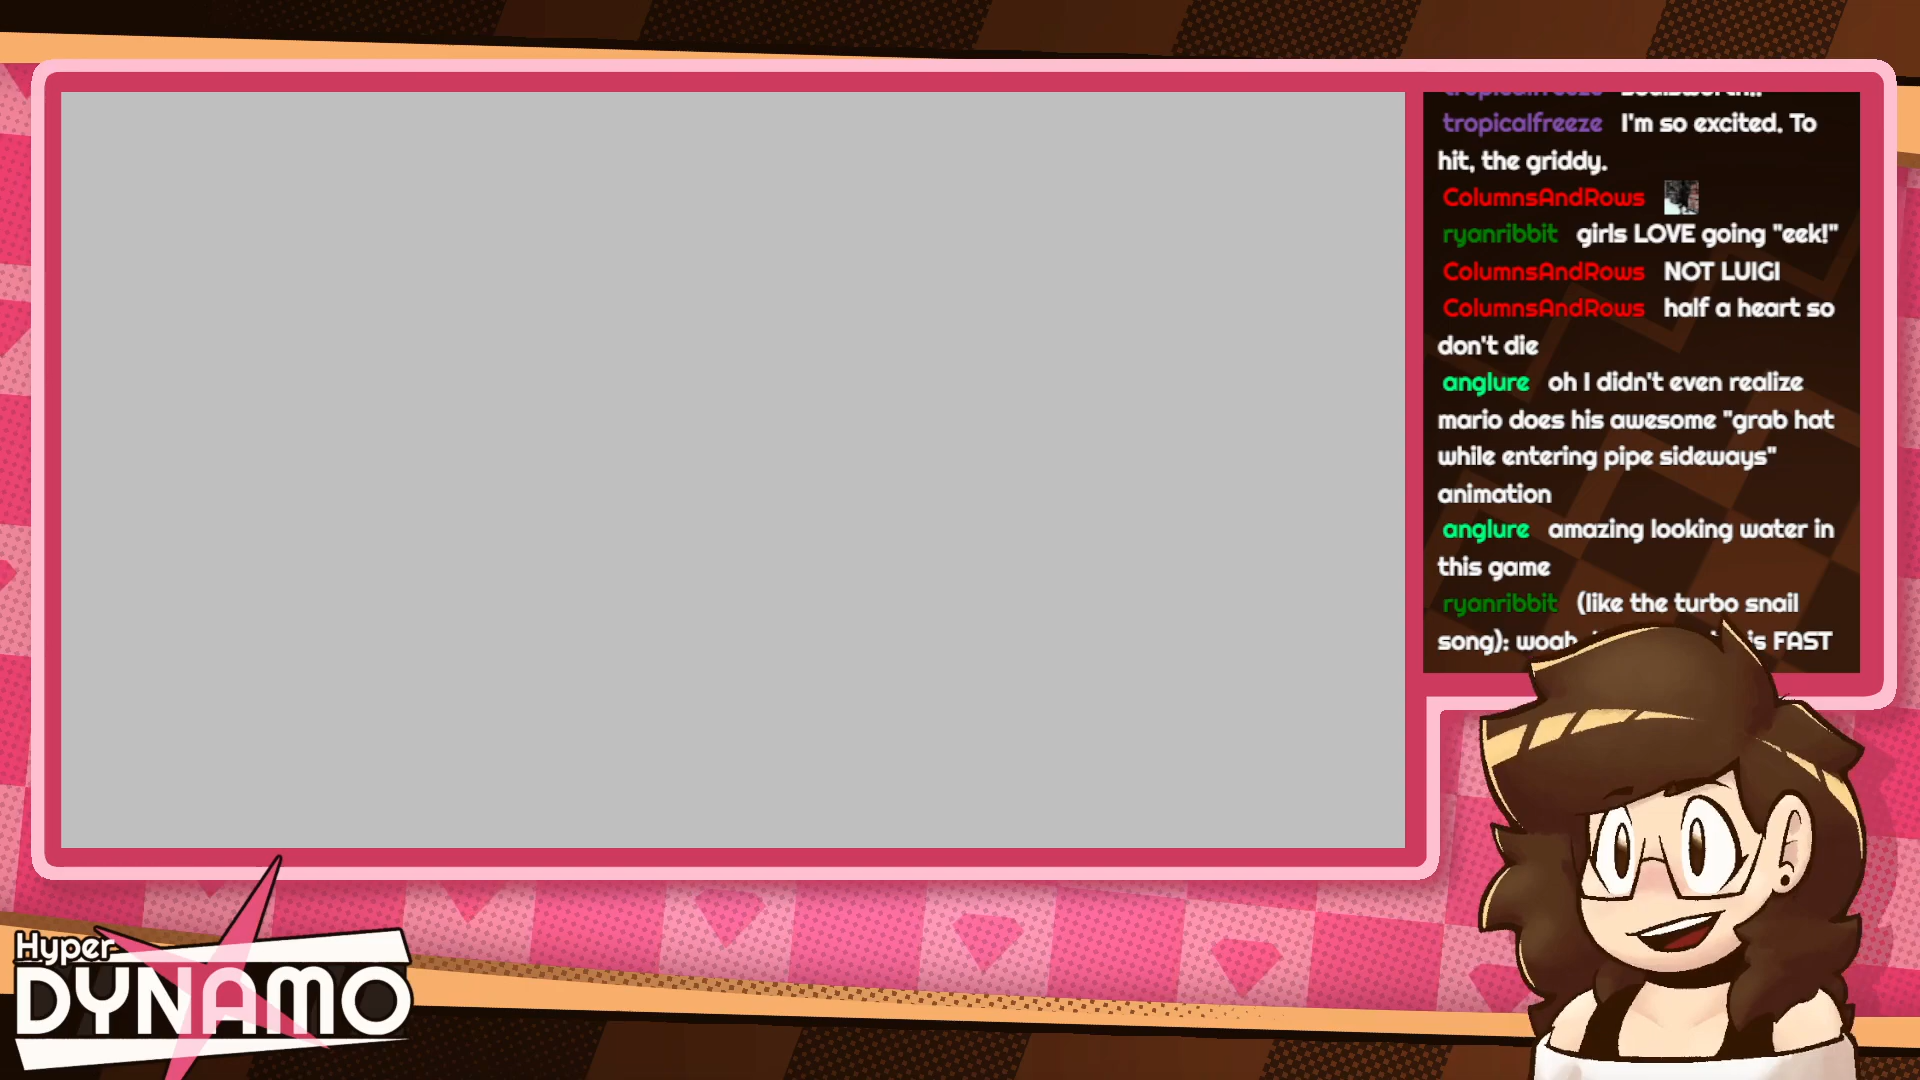 tropicalfreeze I'm so excited. To
hit, the griddy.
ColumnsAndRows
ryanribbit girls LOVE going "eek!"
ColumnsAndRows NOT LUIGI
ColumnsAndRows half a heart so
don't die
anglure oh I didn't even realize
mario does his awesome "grab hat
while entering pipe sideways"
animation
anglure amazing looking water in
this game
ryanribbit (like the turbo snail
song): woah is FAST
Hyper
DYNAMO